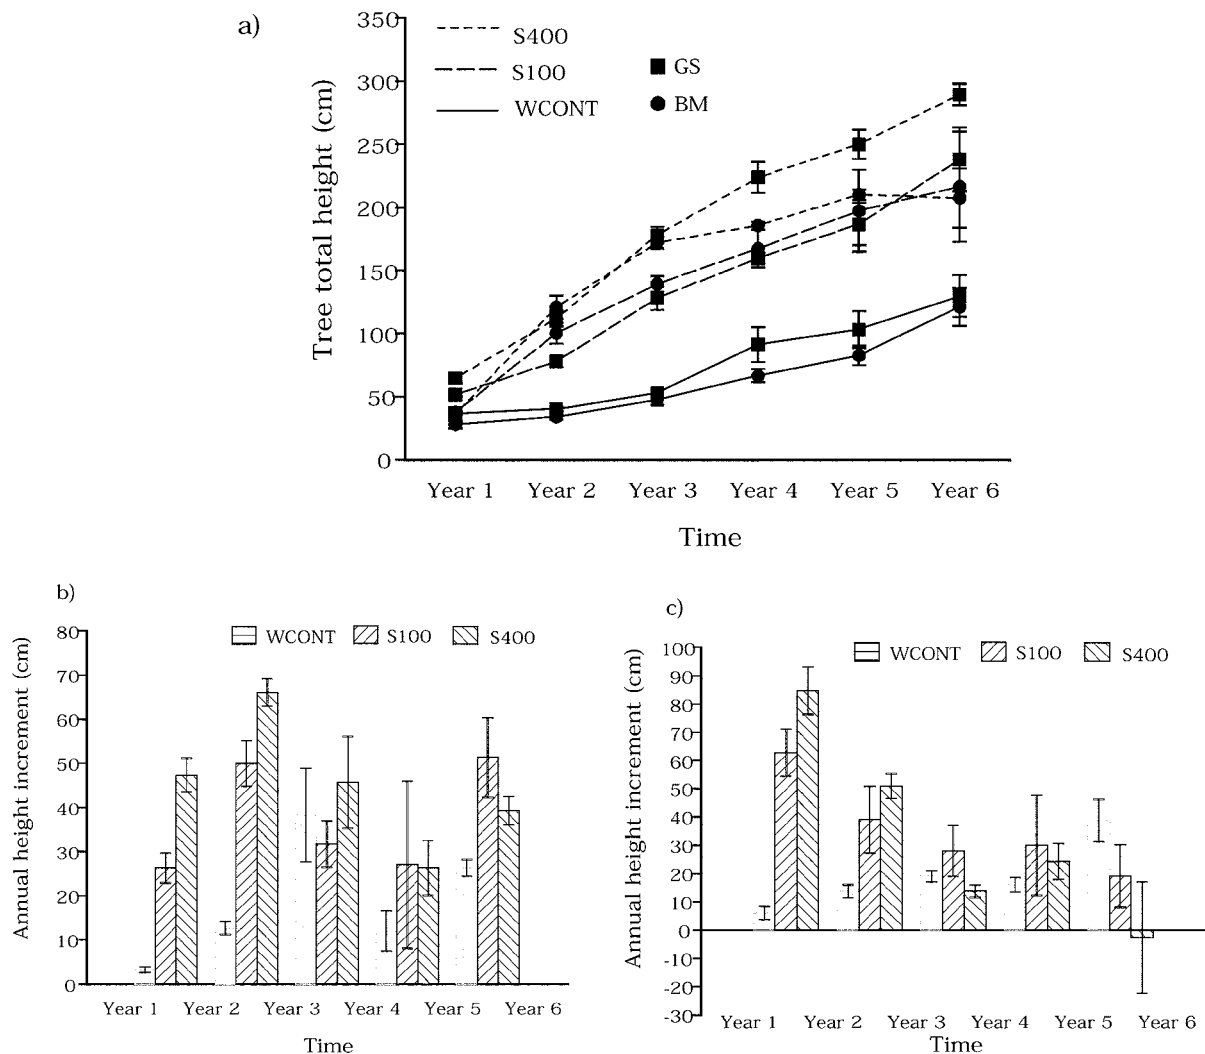 a)
Tree total height (cm)
350
300
250
200
150
100
50
0
S400
S100
WCONT
GS
BM
Year 1 Year 2 Year 3 Year 4 Year 5 Year 6
Time
b)
Annual height increment (cm)
WCONT S100 S400
80
70
60
50
40
30
20
10
0
Year 1 Year 2 Year 3 Year 4 Year 5 Year 6
Time
c)
Annual height increment (cm)
WCONT S100 S400
100
90
80
70
60
50
40
30
20
10
0
-10
-20
-30
Year 1 Year 2 Year 3 Year 4 Year 5 Year 6
Time